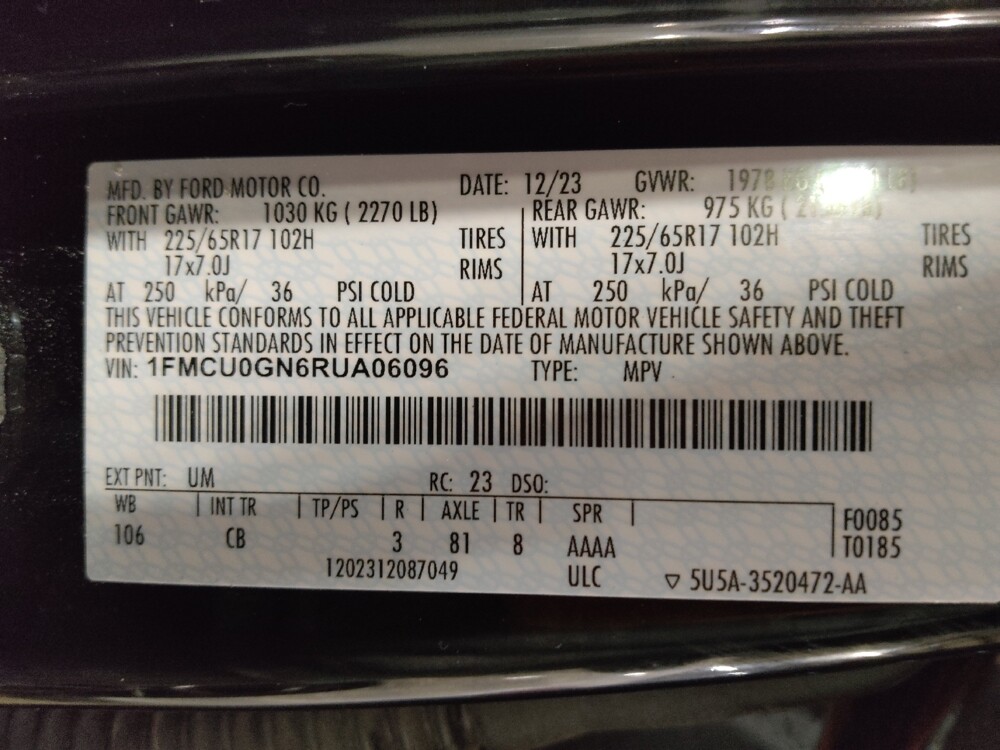 MFD. BY FORD MOTOR CO. DATE: 12/23 GVWR: 1978
FRONT GAWR: 1030 KG ( 2270 LB) REAR GAWR: 975 KG (
WITH 225/65R17 102H TIRES WITH 225/65R17 102H TIRES
17x7.0J RIMS 17x7.0J RIMS
AT 250 kPa/ 36 PSI COLD AT 250 kPa/ 36 PSI COLD
THIS VEHICLE CONFORMS TO ALL APPLICABLE FEDERAL MOTOR VEHICLE SAFETY AND THEFT
PREVENTION STANDARDS IN EFFECT ON THE DATE OF MANUFACTURE SHOWN ABOVE.
VIN: 1FMCU0GN6RUA06096 TYPE: MPV
EXT PNT: UM RC: 23 DSO:
WB INT TR TP/PS R AXLE TR SPR F0085
106 CB 3 81 8 AAAA T0185
1202312087049 ULC ▽ 5U5A-3520472-AA